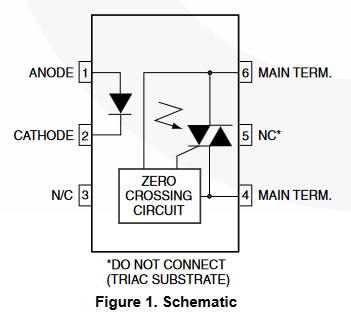 ANODE 1
6 MAIN TERM.
CATHODE 2
5 NC*
N/C 3
ZERO
CROSSING
CIRCUIT
4 MAIN TERM.
*DO NOT CONNECT
(TRIAC SUBSTRATE)
Figure 1. Schematic